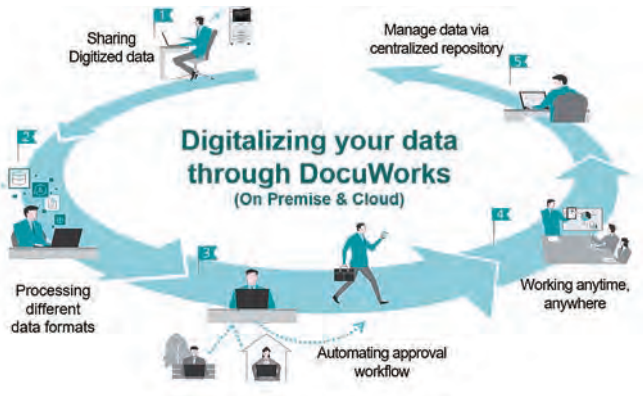 Digitalizing your data
through DocuWorks
(On Premise & Cloud)
1
Sharing
Digitized data
2
Processing
different
data formats
3
Automating approval
workflow
4
Working anytime,
anywhere
5
Manage data via
centralized repository